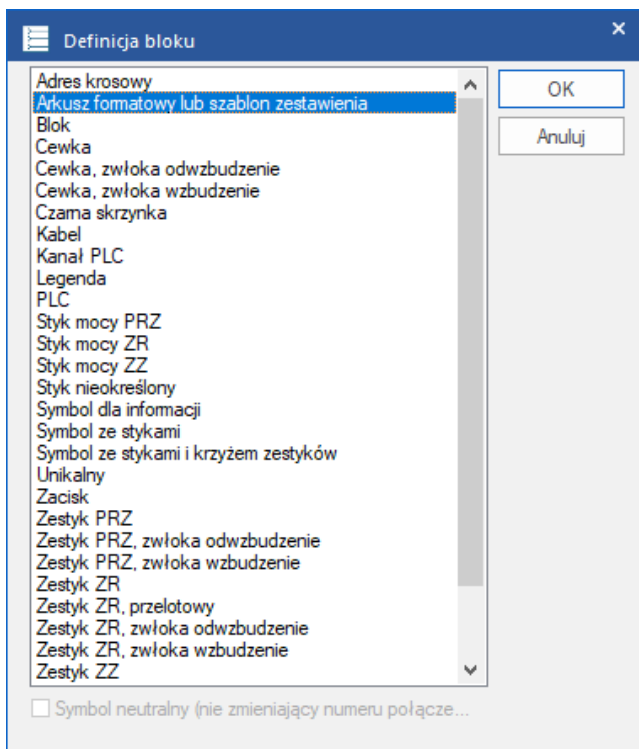 Definicja bloku
Adres krosowy
Arkusz formatowy lub szablon zestawienia
Blok
Cewka
Cewka, zwłoka odwzbudzenie
Cewka, zwłoka wzbudzenie
Czarna skrzynka
Kabel
Kanał PLC
Legenda
PLC
Styk mocy PRZ
Styk mocy ZR
Styk mocy ZZ
Styk nieokreślony
Symbol dla informacji
Symbol ze stykami
Symbol ze stykami i krzyżem zestyków
Unikalny
Zacisk
Zestyk PRZ
Zestyk PRZ, zwłoka odwzbudzenie
Zestyk PRZ, zwłoka wzbudzenie
Zestyk ZR
Zestyk ZR, przelotowy
Zestyk ZR, zwłoka odwzbudzenie
Zestyk ZR, zwłoka wzbudzenie
Zestyk ZZ
OK
Anuluj
Symbol neutralny (nie zmieniający numeru połącze...